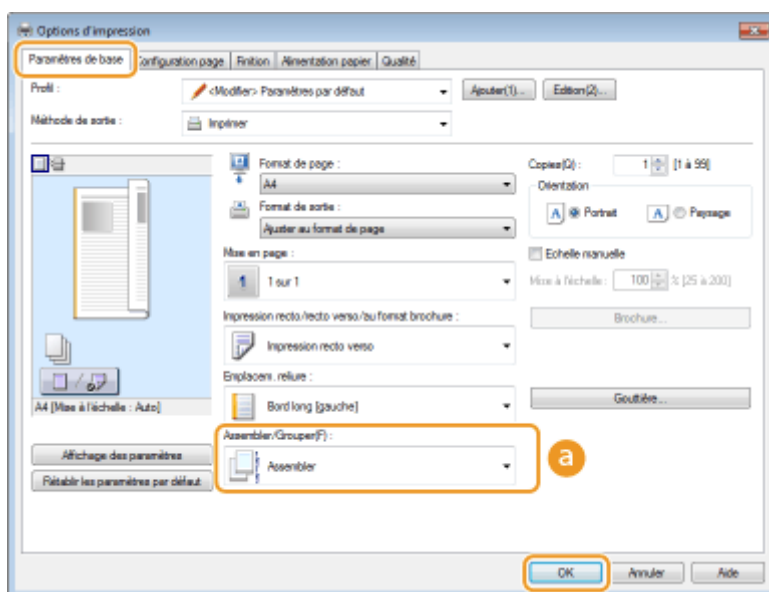 Options d'impression
Paramètres de base Configuration page Finition Alimentation papier Qualité
Profil : <Modifier> Paramètres par défaut Ajouter(1)... Edition(2)...
Méthode de sortie : Imprimer
Format de page :
A4
Format de sortie :
Ajuster au format de page
Mise en page :
1 1 sur 1
Impression recto/recto verso/au format brochure :
Impression recto verso
Emplacem. reliure :
Bord long [gauche]
Assembler/Grouper(F) :
Assembler
a
Copies(Q) : 1 [1 à 99]
Orientation
A Portrait A Paysage
Echelle manuelle
Mise à l'échelle : 100 % [25 à 200]
Brochure...
Gouttière...
A4 [Mise à l'échelle : Auto]
Affichage des paramètres
Rétablir les paramètres par défaut
OK Annuler Aide